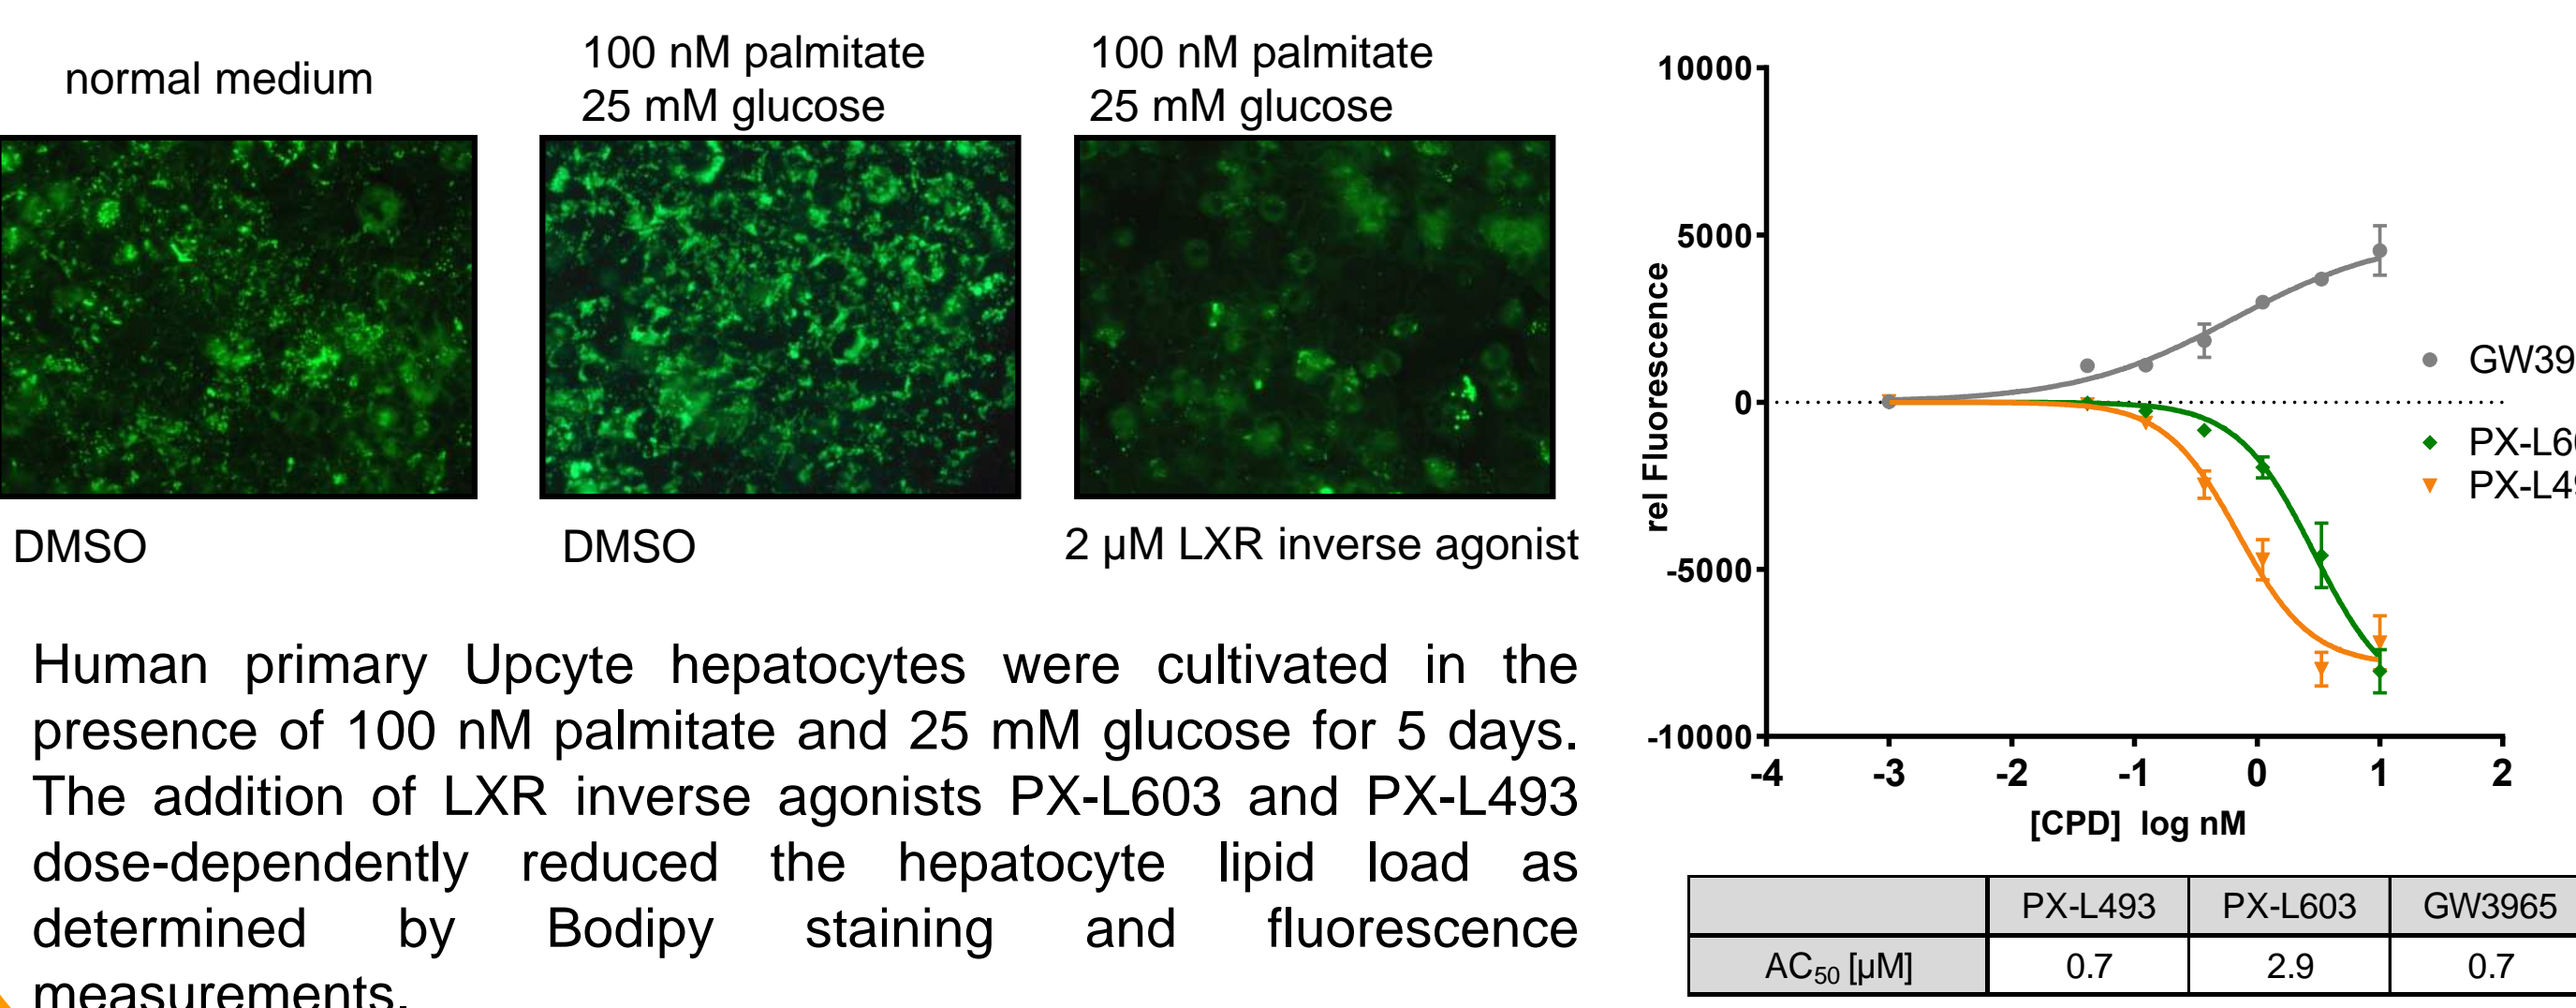 normal medium
100 nM palmitate
25 mM glucose
100 nM palmitate
25 mM glucose
DMSO
DMSO
2 µM LXR inverse agonist
Human primary Upcyte hepatocytes were cultivated in the
presence of 100 nM palmitate and 25 mM glucose for 5 days.
The addition of LXR inverse agonists PX-L603 and PX-L493
dose-dependently reduced the hepatocyte lipid load as
determined by Bodipy staining and fluorescence
measurements.
10000
5000
0
-5000
-10000
rel Fluorescence
-4 -3 -2 -1 0 1 2
[CPD] log nM
GW39
PX-L6
PX-L49
PX-L493 PX-L603 GW3965
AC50 [µM] 0.7 2.9 0.7